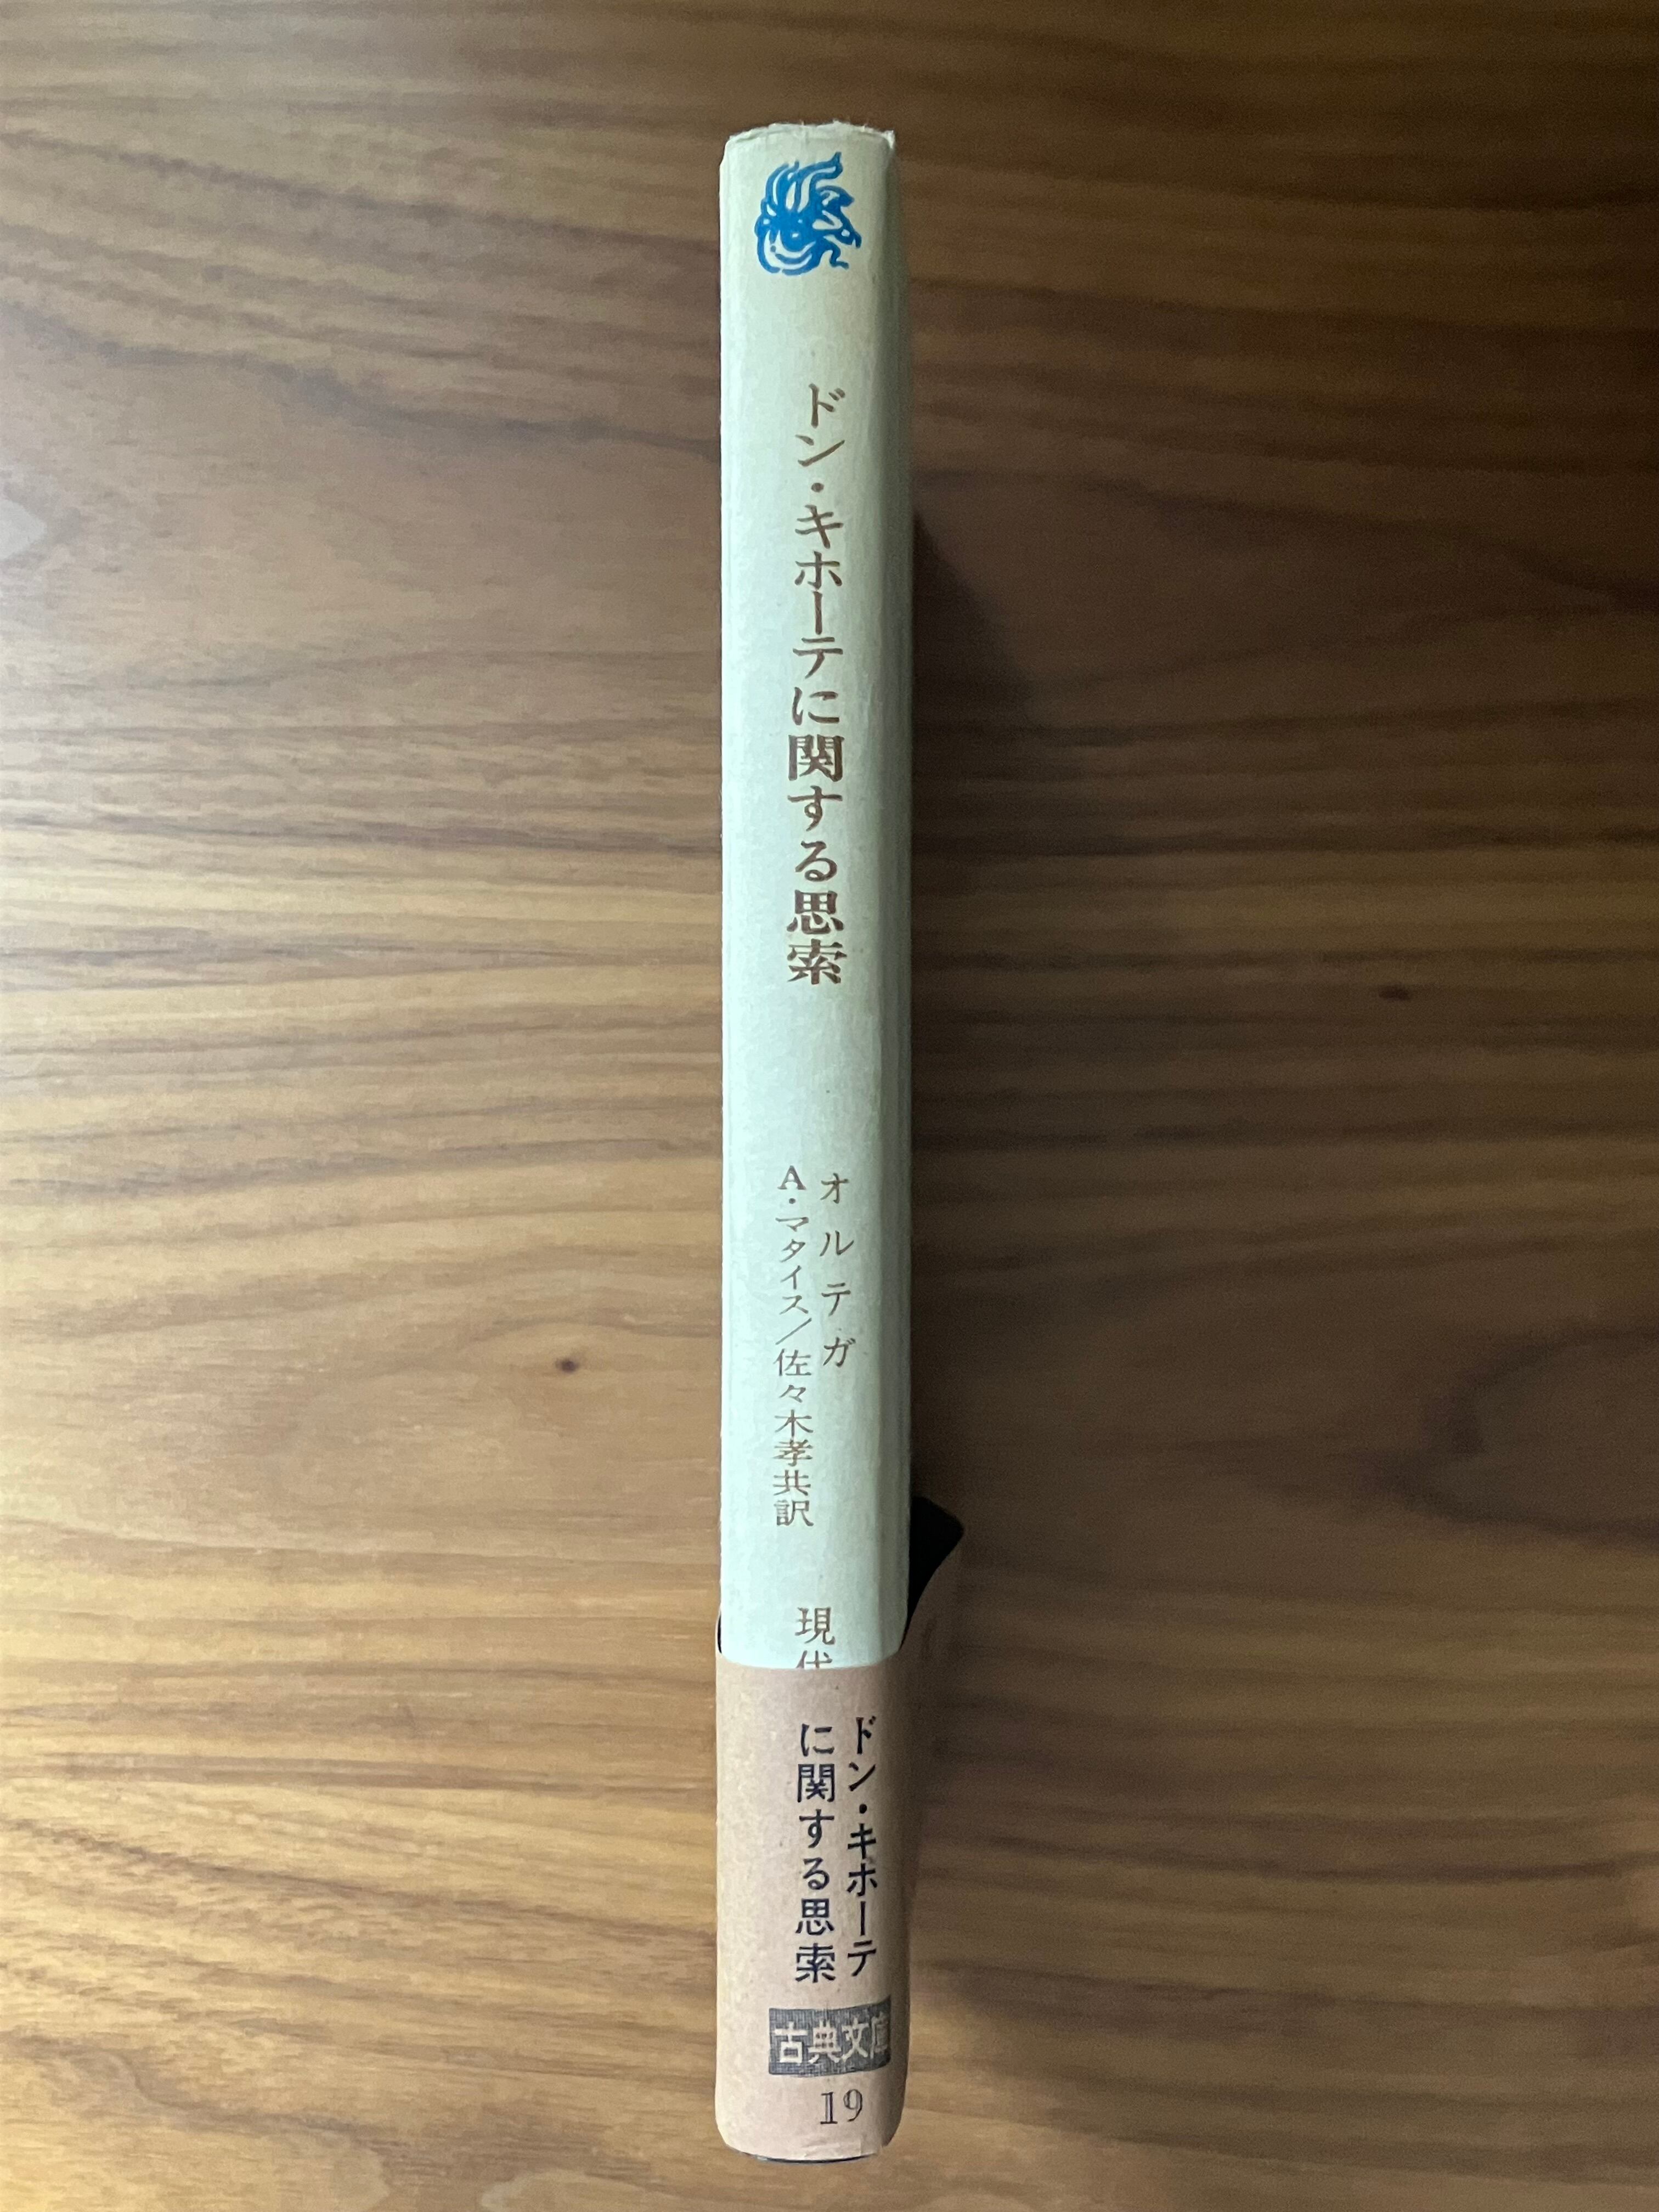 ドン・キホーテに関する思索
オルテガ
A・マタイス／佐々木孝共訳
現代
ドン・キホーテ
に関する思索
古典文庫
19